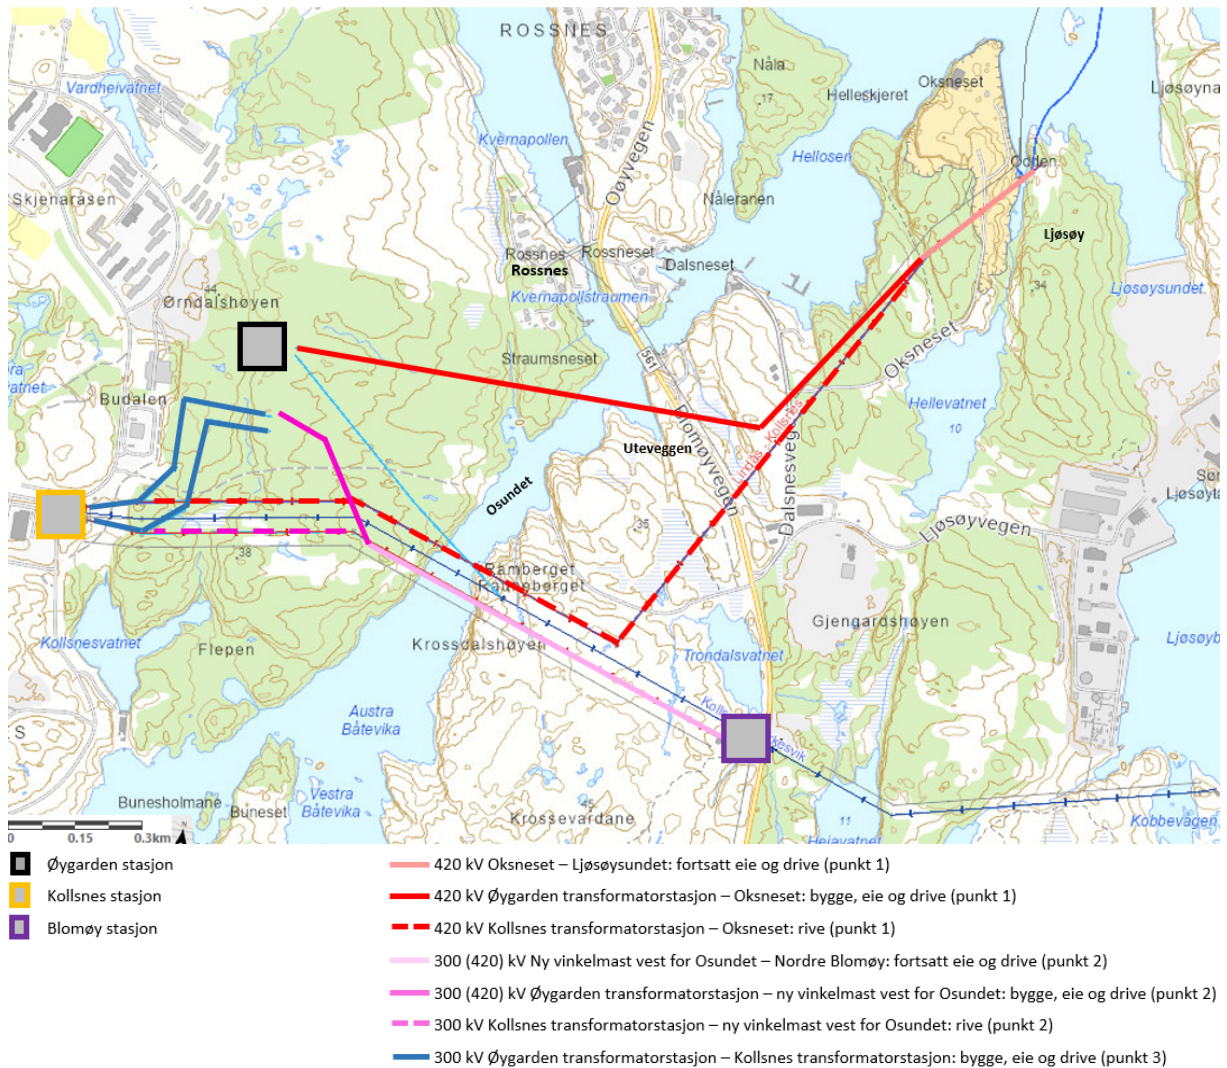 ROSSNES
Vardheivatnet
Nåla
17
Helleskjeret
Oksneset
Ljøsøyna
Kvernapollen
Oøyvegen
Hellosen
Skjenarasen
Nåleranen
Ljøsøy
Rossnes
Rossneset
Rossnes
Dalsneset
Kvernapollstraumen
34
Ljøsøysundet
44
Ørndalshøyen
561
Straumsneset
Oksneset
Budalen
Blomøyvegen
Kollsnes
Dalsnesvegen
Hellevatnet
10
Uteveggen
Osundet
35
Ljøsøyvegen
38
Ramberget
Rannebørget
Kollsnesvatnet
Flepen
Krossdalshøyen
Gjengardshøyen
Trondalsvatnet
Austra
Båtevika
Vestra
Båtevika
Bunesholmane
Buneset
45
Krossevardane
11
Kobbevågen
0 0.15 0.3km
N
Øygarden stasjon
Kollsnes stasjon
Blomøy stasjon
420 kV Oksneset – Ljøsøysundet: fortsatt eie og drive (punkt 1)
420 kV Øygarden transformatorstasjon – Oksneset: bygge, eie og drive (punkt 1)
420 kV Kollsnes transformatorstasjon – Oksneset: rive (punkt 1)
300 (420) kV Ny vinkelmast vest for Osundet – Nordre Blomøy: fortsatt eie og drive (punkt 2)
300 (420) kV Øygarden transformatorstasjon – ny vinkelmast vest for Osundet: bygge, eie og drive (punkt 2)
300 kV Kollsnes transformatorstasjon – ny vinkelmast vest for Osundet: rive (punkt 2)
300 kV Øygarden transformatorstasjon – Kollsnes transformatorstasjon: bygge, eie og drive (punkt 3)